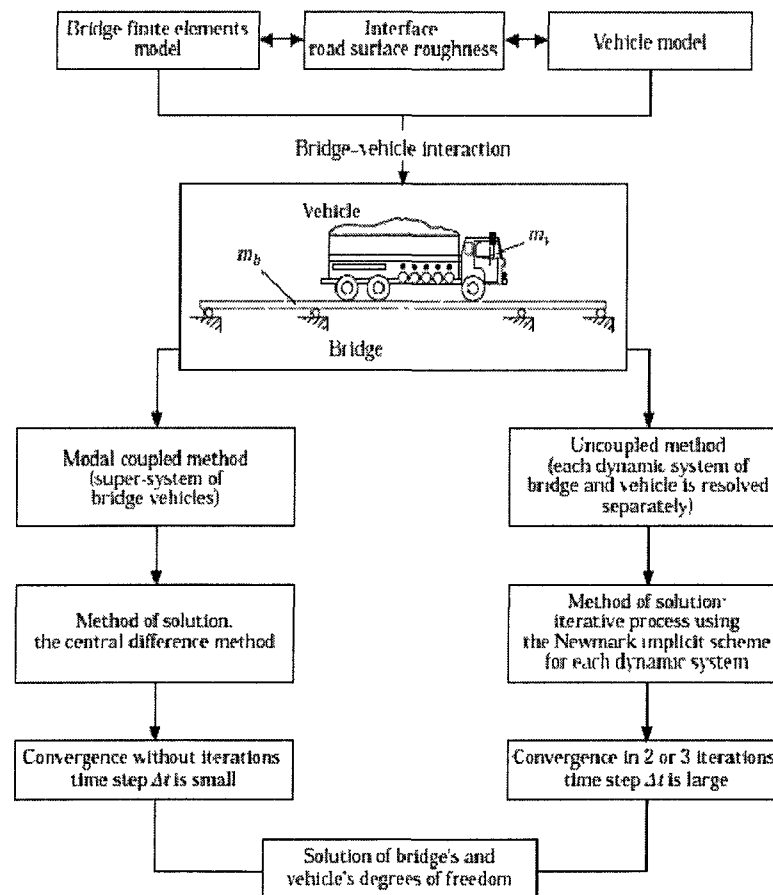 Bridge finite elements
model
Interface
road surface roughness
Vehicle model
Bridge-vehicle interaction
Vehicle
m_b
m_v
Bridge
Modal coupled method
(super-system of
bridge vehicles)
Uncoupled method
(each dynamic system of
bridge and vehicle is resolved
separately)
Method of solution.
the central difference method
Method of solution·
iterative process using
the Newmark implicit scheme
for each dynamic system
Convergence without iterations
time step Δt is small
Convergence in 2 or 3 iterations
time step Δt is large
Solution of bridge's and
vehicle's degrees of freedom